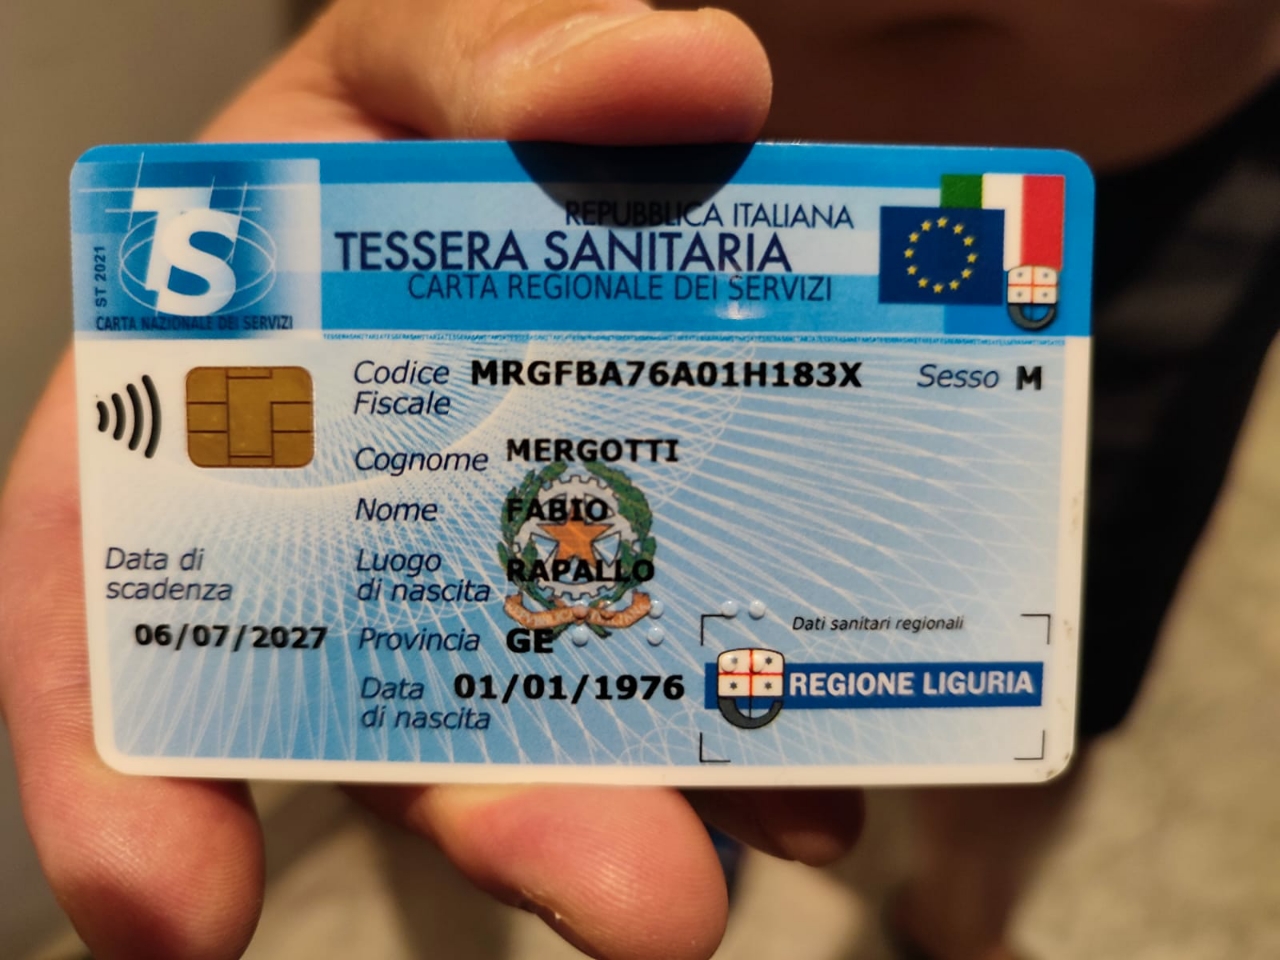 REPUBBLICA ITALIANA
TESSERA SANITARIA
CARTA REGIONALE DEI SERVIZI
TS
ST 2021
CARTA NAZIONALE DEI SERVIZI
Codice Fiscale MRGFBA76A01H183X Sesso M
Cognome MERGOTTI
Nome FABIO
Luogo di nascita RAPALLO
Provincia GE
Data di nascita 01/01/1976
Data di scadenza
06/07/2027
Dati sanitari regionali
REGIONE LIGURIA